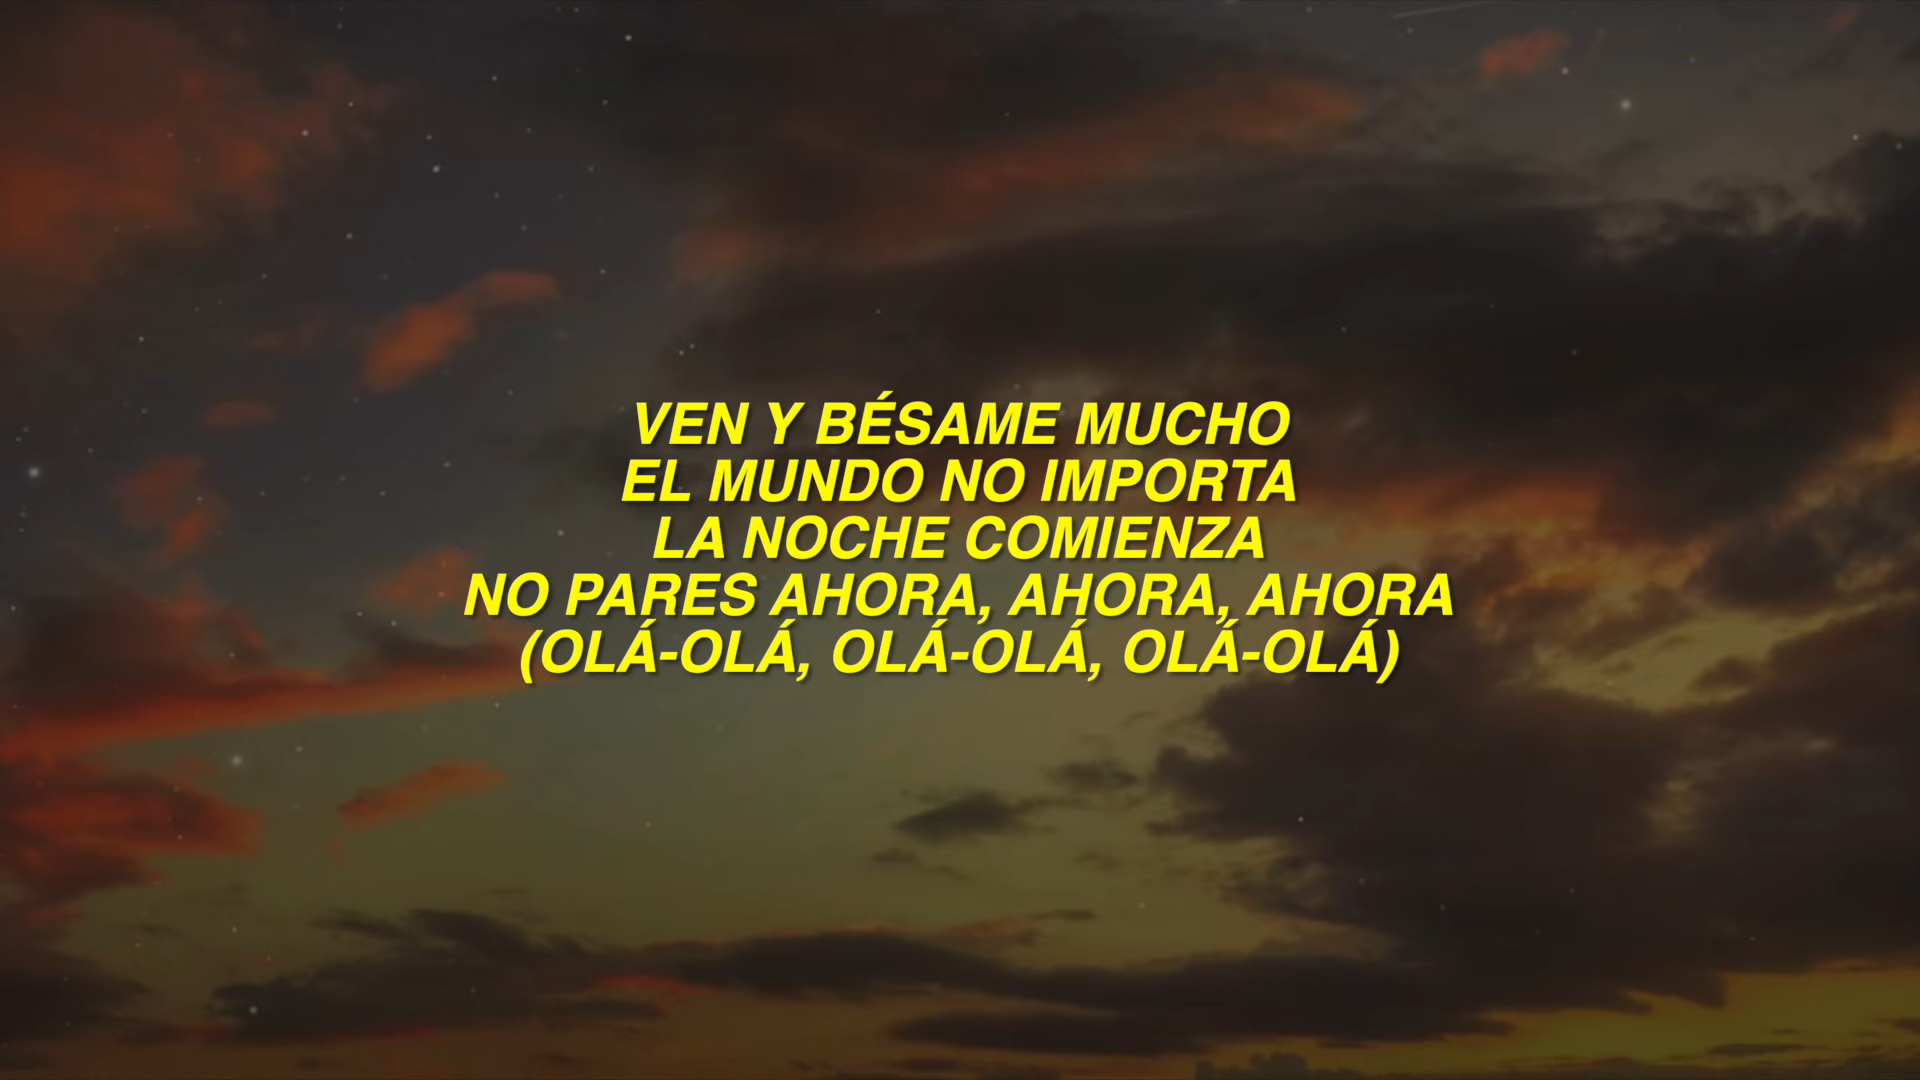 VEN Y BÉSAME MUCHO
EL MUNDO NO IMPORTA
LA NOCHE COMIENZA
NO PARES AHORA, AHORA, AHORA
(OLÁ-OLÁ, OLÁ-OLÁ, OLÁ-OLÁ)